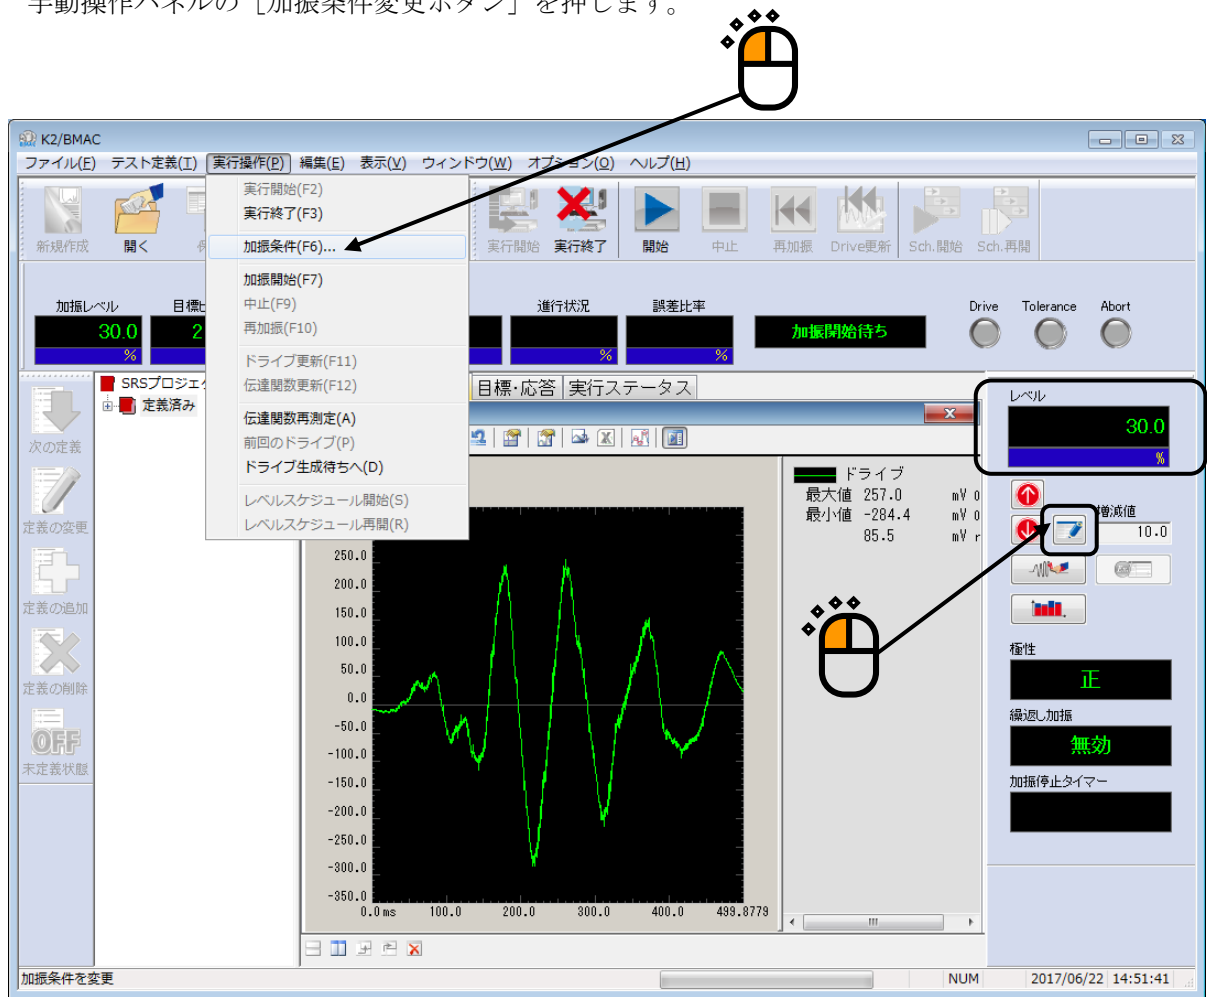 手動操作パネルの［加振条件変更ボタン］を押します。
K2/BMAC
ファイル(F) テスト定義(T) 実行操作(P) 編集(E) 表示(V) ウィンドウ(W) オプション(O) ヘルプ(H)
実行開始(F2)
実行終了(F3)
加振条件(F6)...
加振開始(F7)
中止(F9)
再加振(F10)
ドライブ更新(F11)
伝達関数更新(F12)
伝達関数再測定(A)
前回のドライブ(P)
ドライブ生成待ちへ(D)
レベルスケジュール開始(S)
レベルスケジュール再開(R)
新規作成 開く 実行開始 実行終了 開始 中止 再加振 Drive更新 Sch.開始 Sch.再開
加振レベル 進行状況 誤差比率 Drive Tolerance Abort
30.0 2 加振開始待ち
% % %
SRSプロジェ
定義済み
目標・応答 実行ステータス
次の定義
定義の変更
定義の追加
定義の削除
OFF
未定義状態
ドライブ
最大値 257.0 mV 0
最小値 -284.4 mV 0
85.5 mV r
250.0
200.0
150.0
100.0
50.0
0.0
-50.0
-100.0
-150.0
-200.0
-250.0
-300.0
-350.0
0.0 ms 100.0 200.0 300.0 400.0 499.8779
レベル
30.0
%
増減値
10.0
極性
正
繰返し加振
無効
加振停止タイマー
加振条件を変更 NUM 2017/06/22 14:51:41